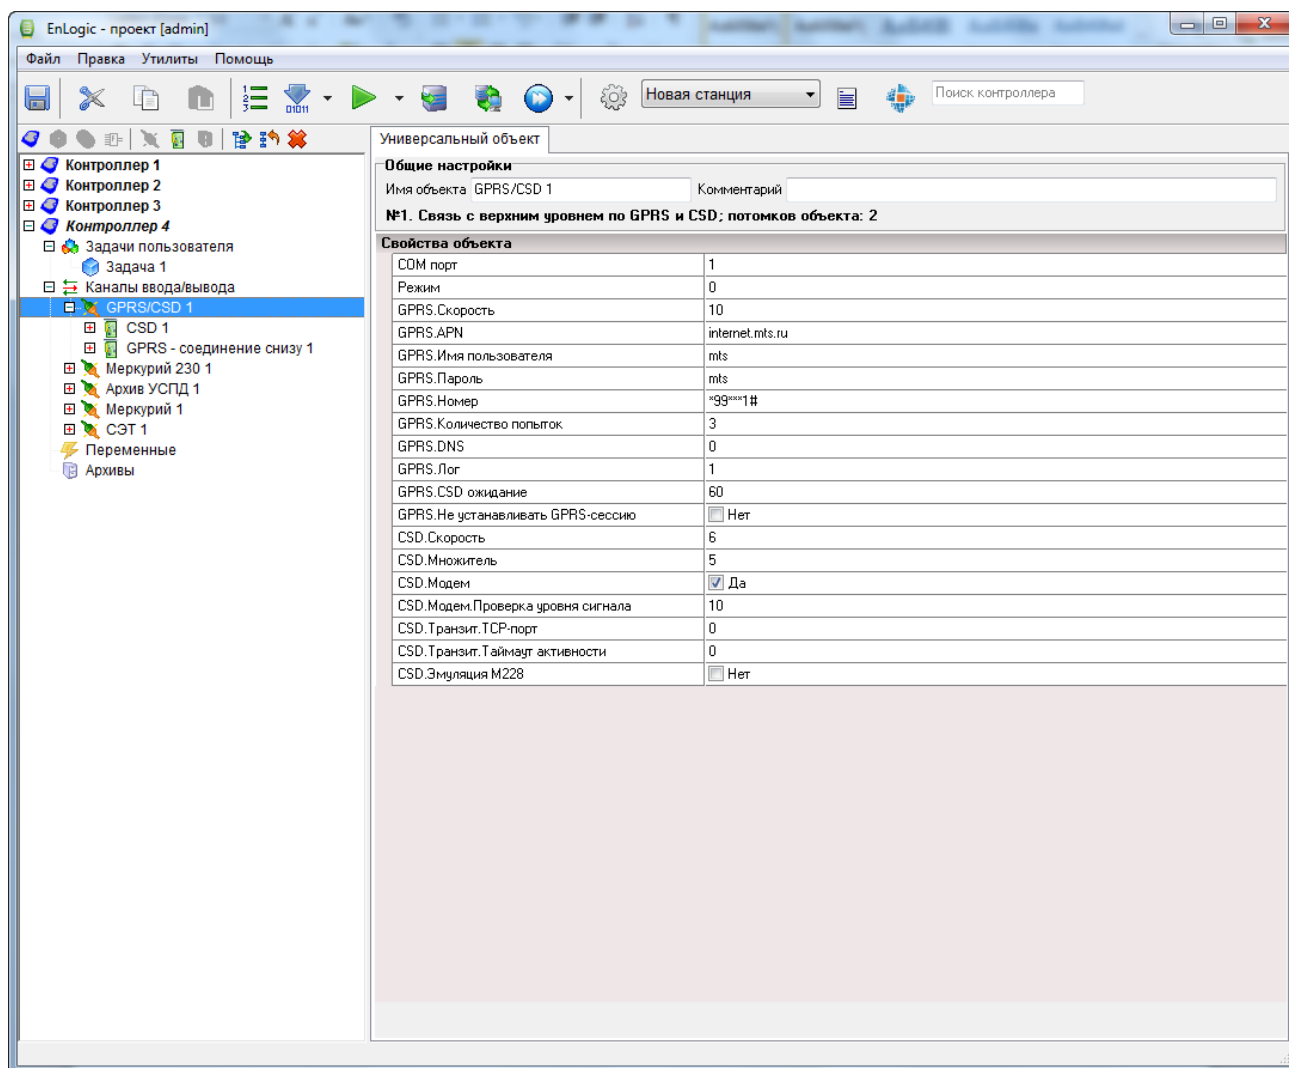 EnLogic - проект [admin]
Файл Правка Утилиты Помощь
Новая станция
Поиск контроллера
Универсальный объект
Контроллер 1
Контроллер 2
Контроллер 3
Контроллер 4
Задачи пользователя
Задача 1
Каналы ввода/вывода
GPRS/CSD 1
CSD 1
GPRS - соединение снизу 1
Меркурий 230 1
Архив УСПД 1
Меркурий 1
СЭТ 1
Переменные
Архивы
Общие настройки
Имя объекта GPRS/CSD 1 Комментарий
№1. Связь с верхним уровнем по GPRS и CSD; потомков объекта: 2
Свойства объекта
COM порт 1
Режим 0
GPRS.Скорость 10
GPRS.APN internet.mts.ru
GPRS.Имя пользователя mts
GPRS.Пароль mts
GPRS.Номер *99***1#
GPRS.Количество попыток 3
GPRS.DNS 0
GPRS.Лог 1
GPRS.CSD ожидание 60
GPRS.Не устанавливать GPRS-сессию Нет
CSD.Скорость 6
CSD.Множитель 5
CSD.Модем Да
CSD.Модем.Проверка уровня сигнала 10
CSD.Транзит.TCP-порт 0
CSD.Транзит.Таймаут активности 0
CSD.Эмуляция M228 Нет